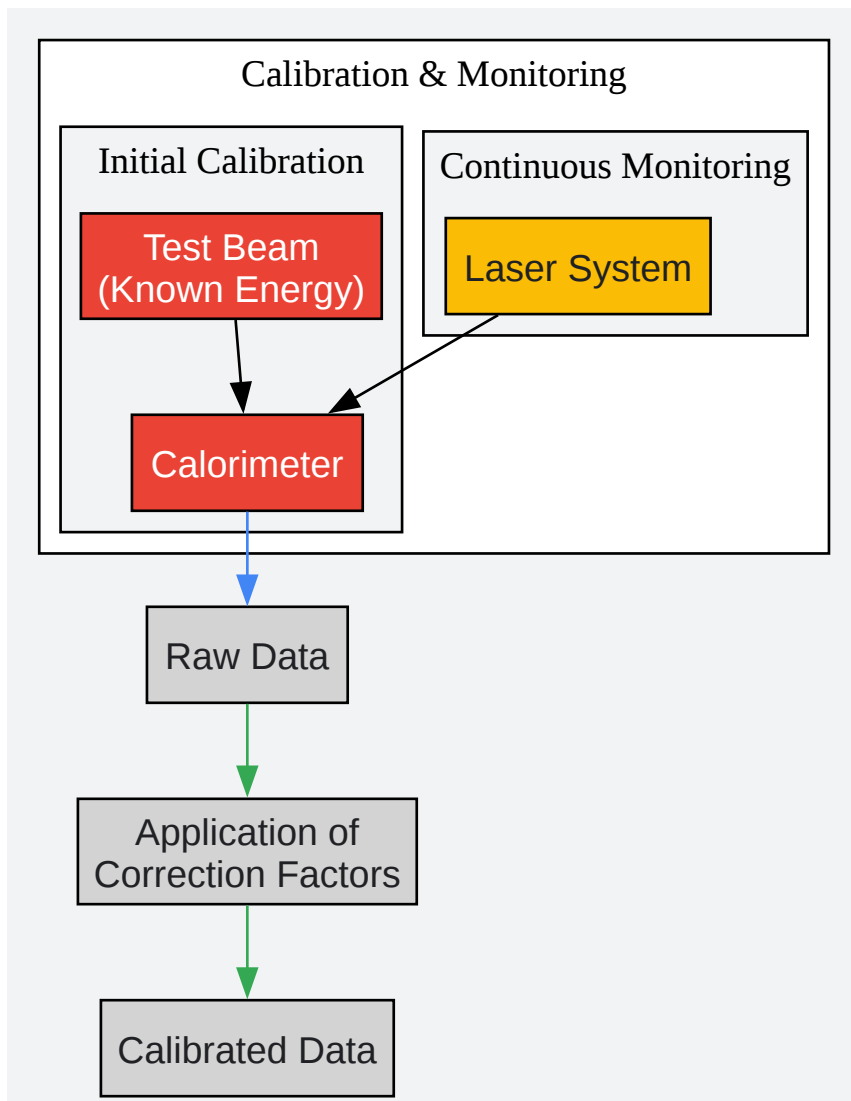 Calibration & Monitoring
Initial Calibration
Continuous Monitoring
Test Beam
(Known Energy)
Laser System
Calorimeter
Raw Data
Application of
Correction Factors
Calibrated Data